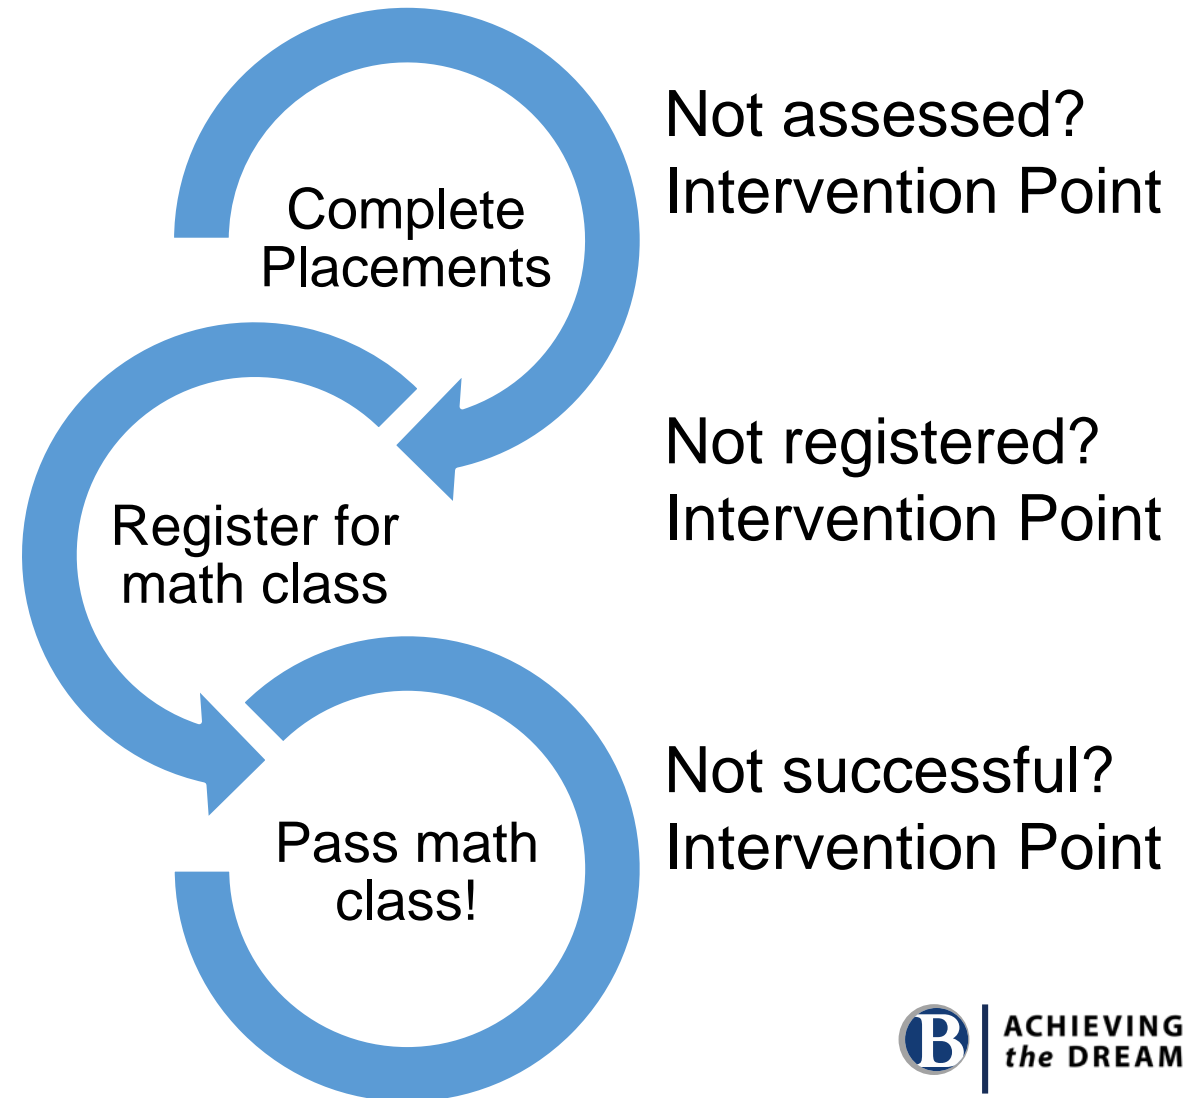 Complete
Placements
Not assessed?
Intervention Point
Register for
math class
Not registered?
Intervention Point
Pass math
class!
Not successful?
Intervention Point
B
ACHIEVING
the DREAM